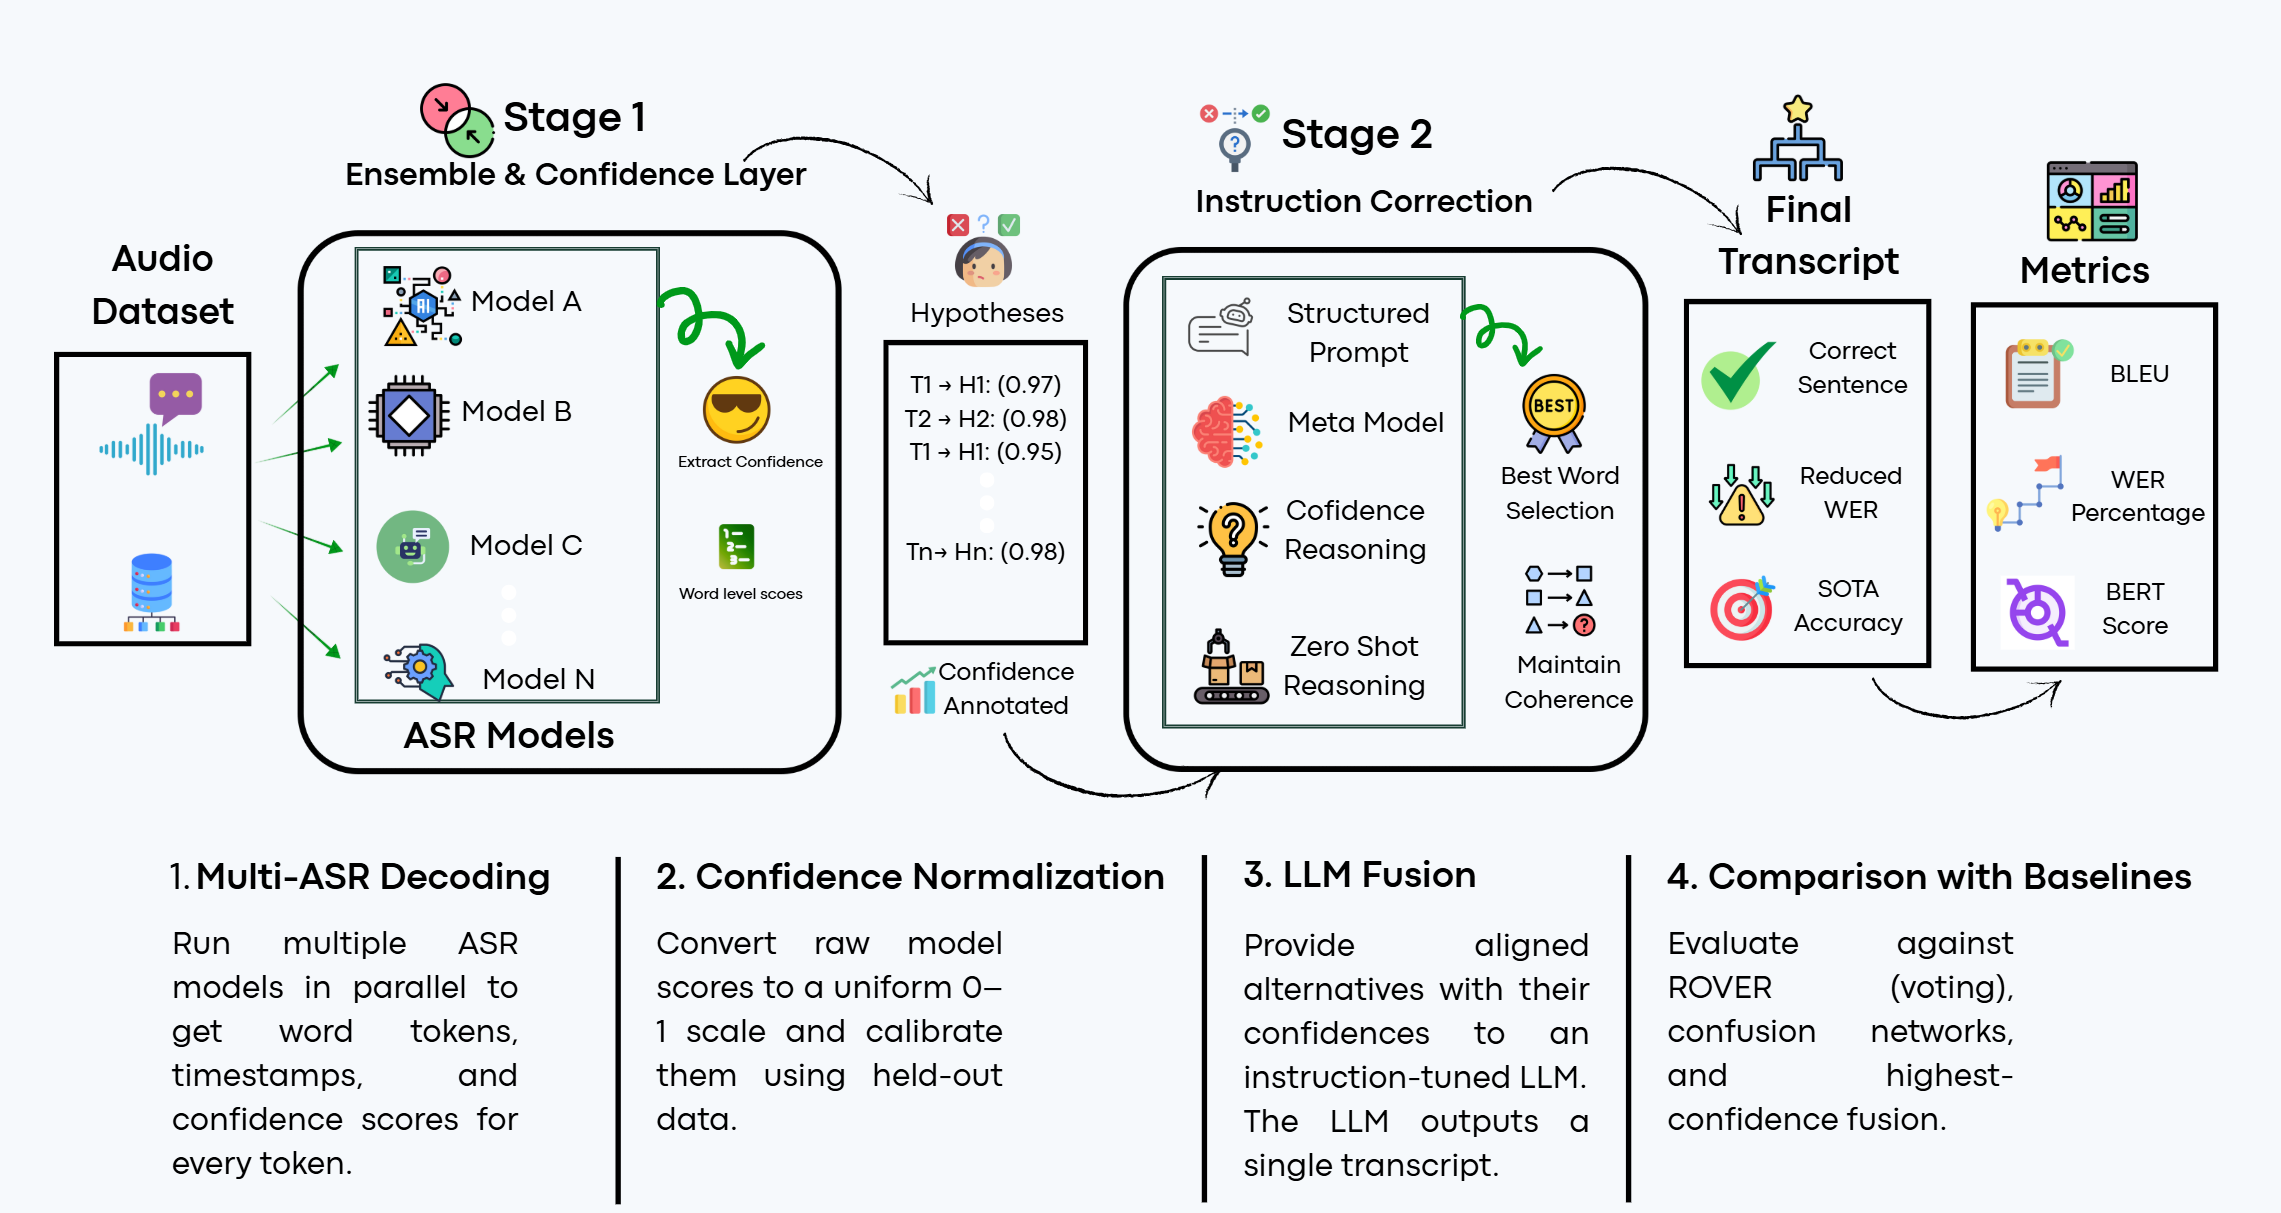 Stage 1
Ensemble & Confidence Layer
Audio
Dataset
AI
Model A
Model B
Model C
Model N
ASR Models
Extract Confidence
1-
2-
3-
Word level scoes
Hypotheses
T1 → H1: (0.97)
T2 → H2: (0.98)
T1 → H1: (0.95)
Tn→ Hn: (0.98)
Confidence
Annotated
Stage 2
Instruction Correction
Structured
Prompt
Meta Model
Cofidence
Reasoning
Zero Shot
Reasoning
BEST
Best Word
Selection
Maintain
Coherence
Final
Transcript
Correct
Sentence
Reduced
WER
SOTA
Accuracy
Metrics
BLEU
WER
Percentage
BERT
Score
1. Multi-ASR Decoding
Run multiple ASR
models in parallel to
get word tokens,
timestamps, and
confidence scores for
every token.
2. Confidence Normalization
Convert raw model
scores to a uniform 0–
1 scale and calibrate
them using held-out
data.
3. LLM Fusion
Provide aligned
alternatives with their
confidences to an
instruction-tuned LLM.
The LLM outputs a
single transcript.
4. Comparison with Baselines
Evaluate against
ROVER (voting),
confusion networks,
and highest-
confidence fusion.